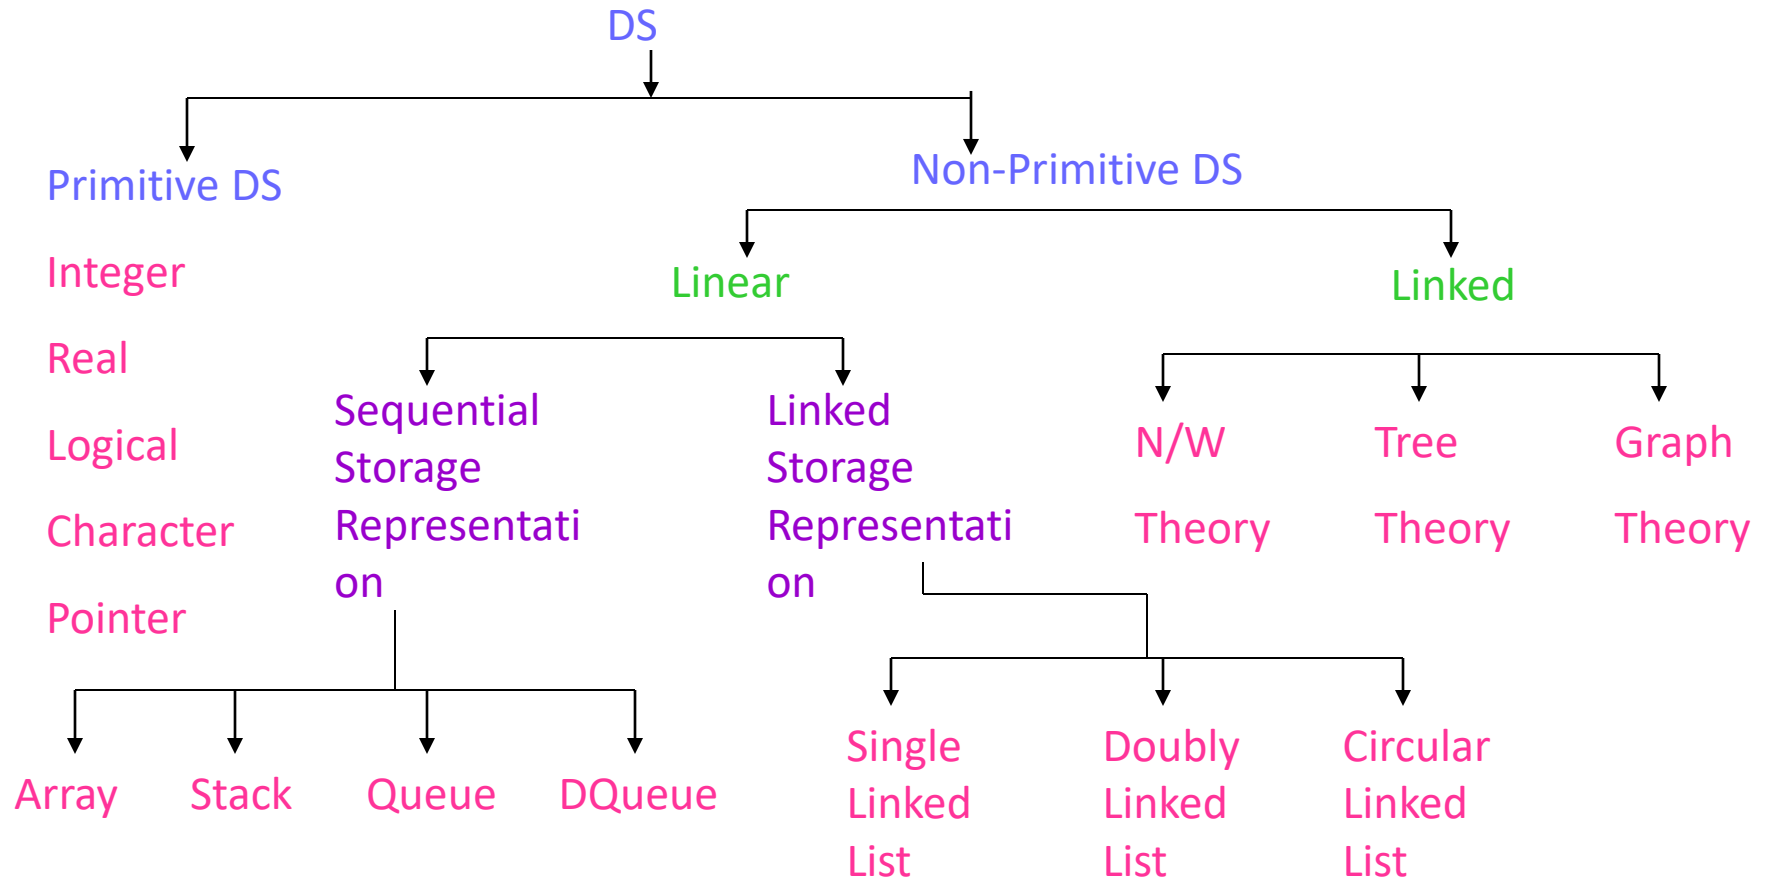 DS
Primitive DS
Non-Primitive DS
Integer
Real
Logical
Character
Pointer
Linear
Linked
Sequential
Storage
Representati
on
Linked
Storage
Representati
on
N/W
Theory
Tree
Theory
Graph
Theory
Array
Stack
Queue
DQueue
Single
Linked
List
Doubly
Linked
List
Circular
Linked
List